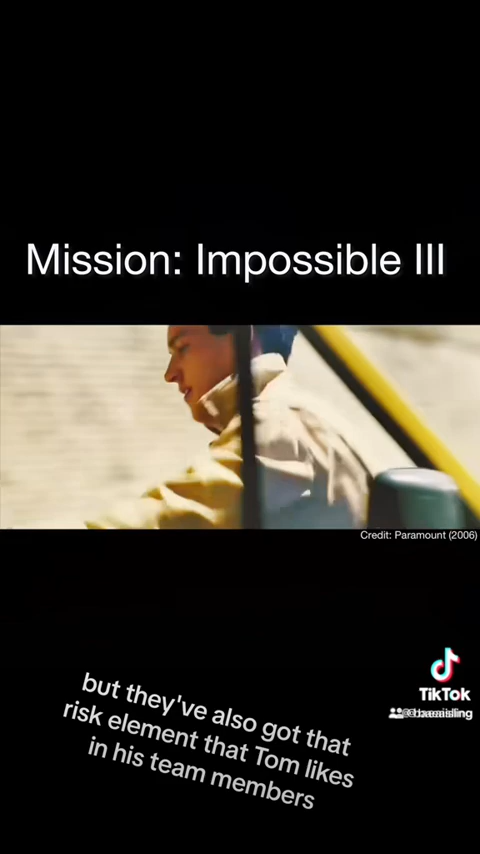 Mission: Impossible III
Credit: Paramount (2006)
but they've also got that
risk element that Tom likes
in his team members
TikTok